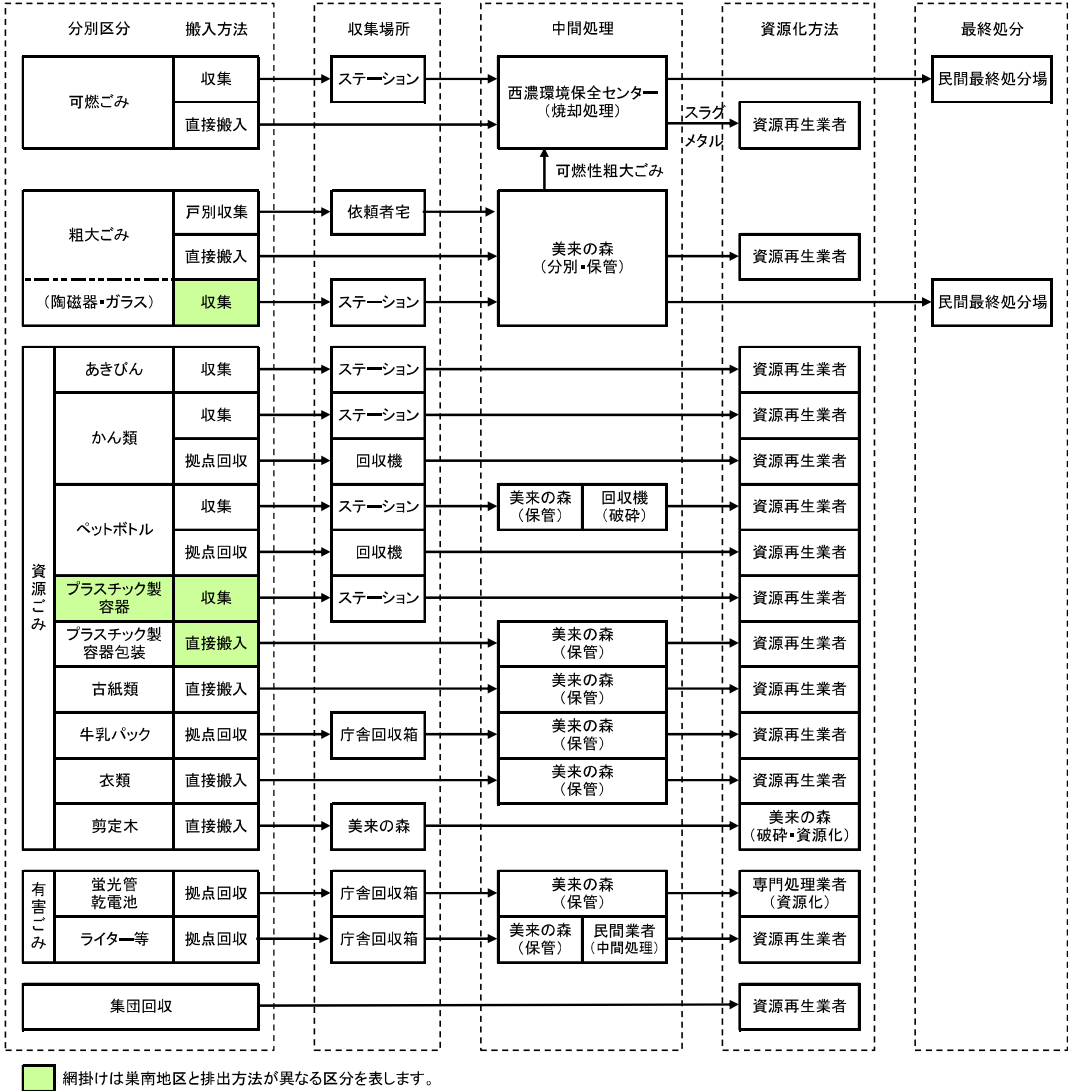 分別区分 搬入方法 収集場所 中間処理 資源化方法 最終処分
可燃ごみ
収集 ステーション
西濃環境保全センター
(焼却処理)
民間最終処分場
直接搬入
スラグ
メタル
資源再生業者
可燃性粗大ごみ
粗大ごみ
戸別収集 依頼者宅
美来の森
(分別・保管)
直接搬入 資源再生業者
(陶磁器・ガラス) 収集 ステーション 民間最終処分場
資源ごみ
あきびん 収集 ステーション 資源再生業者
かん類
収集 ステーション 資源再生業者
拠点回収 回収機 資源再生業者
ペットボトル
収集 ステーション
美来の森
(保管)
回収機
(破砕)
資源再生業者
拠点回収 回収機 資源再生業者
プラスチック製
容器
収集 ステーション 資源再生業者
プラスチック製
容器包装
直接搬入
美来の森
(保管)
資源再生業者
古紙類 直接搬入
美来の森
(保管)
資源再生業者
牛乳パック 拠点回収 庁舎回収箱
美来の森
(保管)
資源再生業者
衣類 直接搬入
美来の森
(保管)
資源再生業者
剪定木 直接搬入 美来の森
美来の森
(破砕・資源化)
有害ごみ
蛍光管
乾電池
拠点回収 庁舎回収箱
美来の森
(保管)
専門処理業者
(資源化)
ライター等 拠点回収 庁舎回収箱
美来の森
(保管)
民間業者
(中間処理)
資源再生業者
集団回収 資源再生業者
網掛けは巣南地区と排出方法が異なる区分を表します。